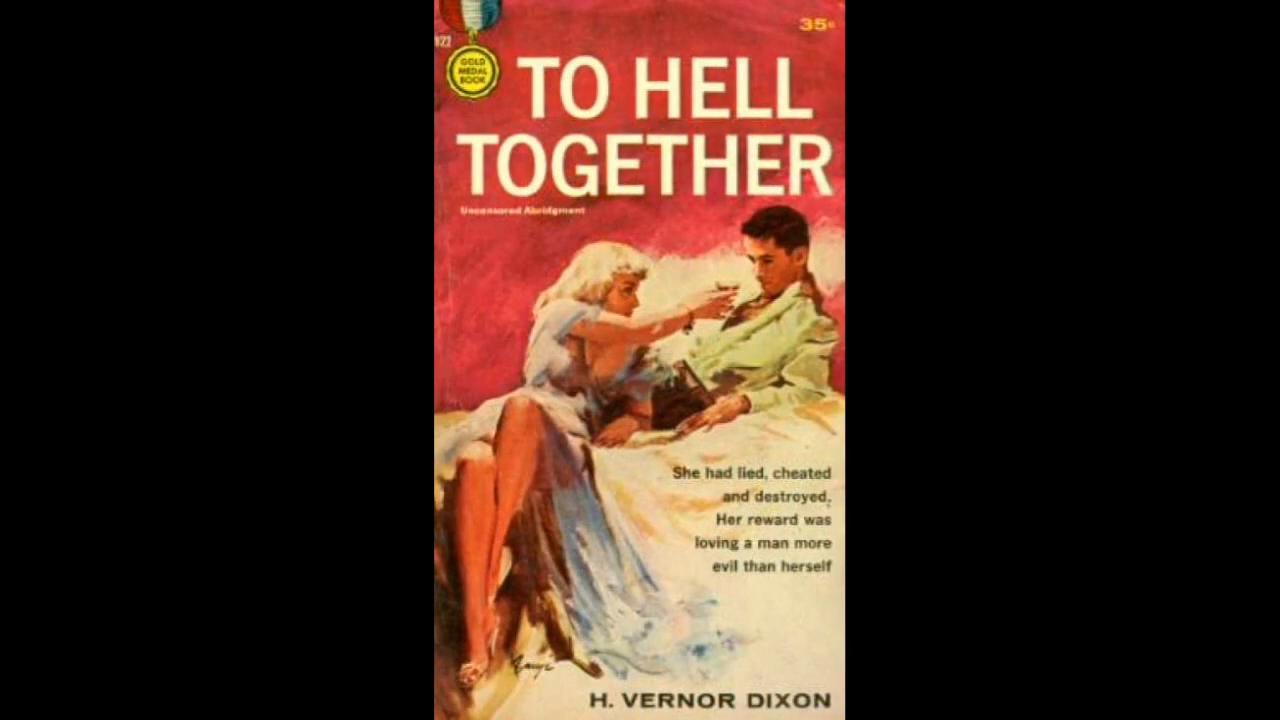 35¢
GOLD
MEDAL
BOOK
TO HELL
TOGETHER
Uncensored Abridgment
She had lied, cheated
and destroyed.
Her reward was
loving a man more
evil than herself
H. VERNOR DIXON